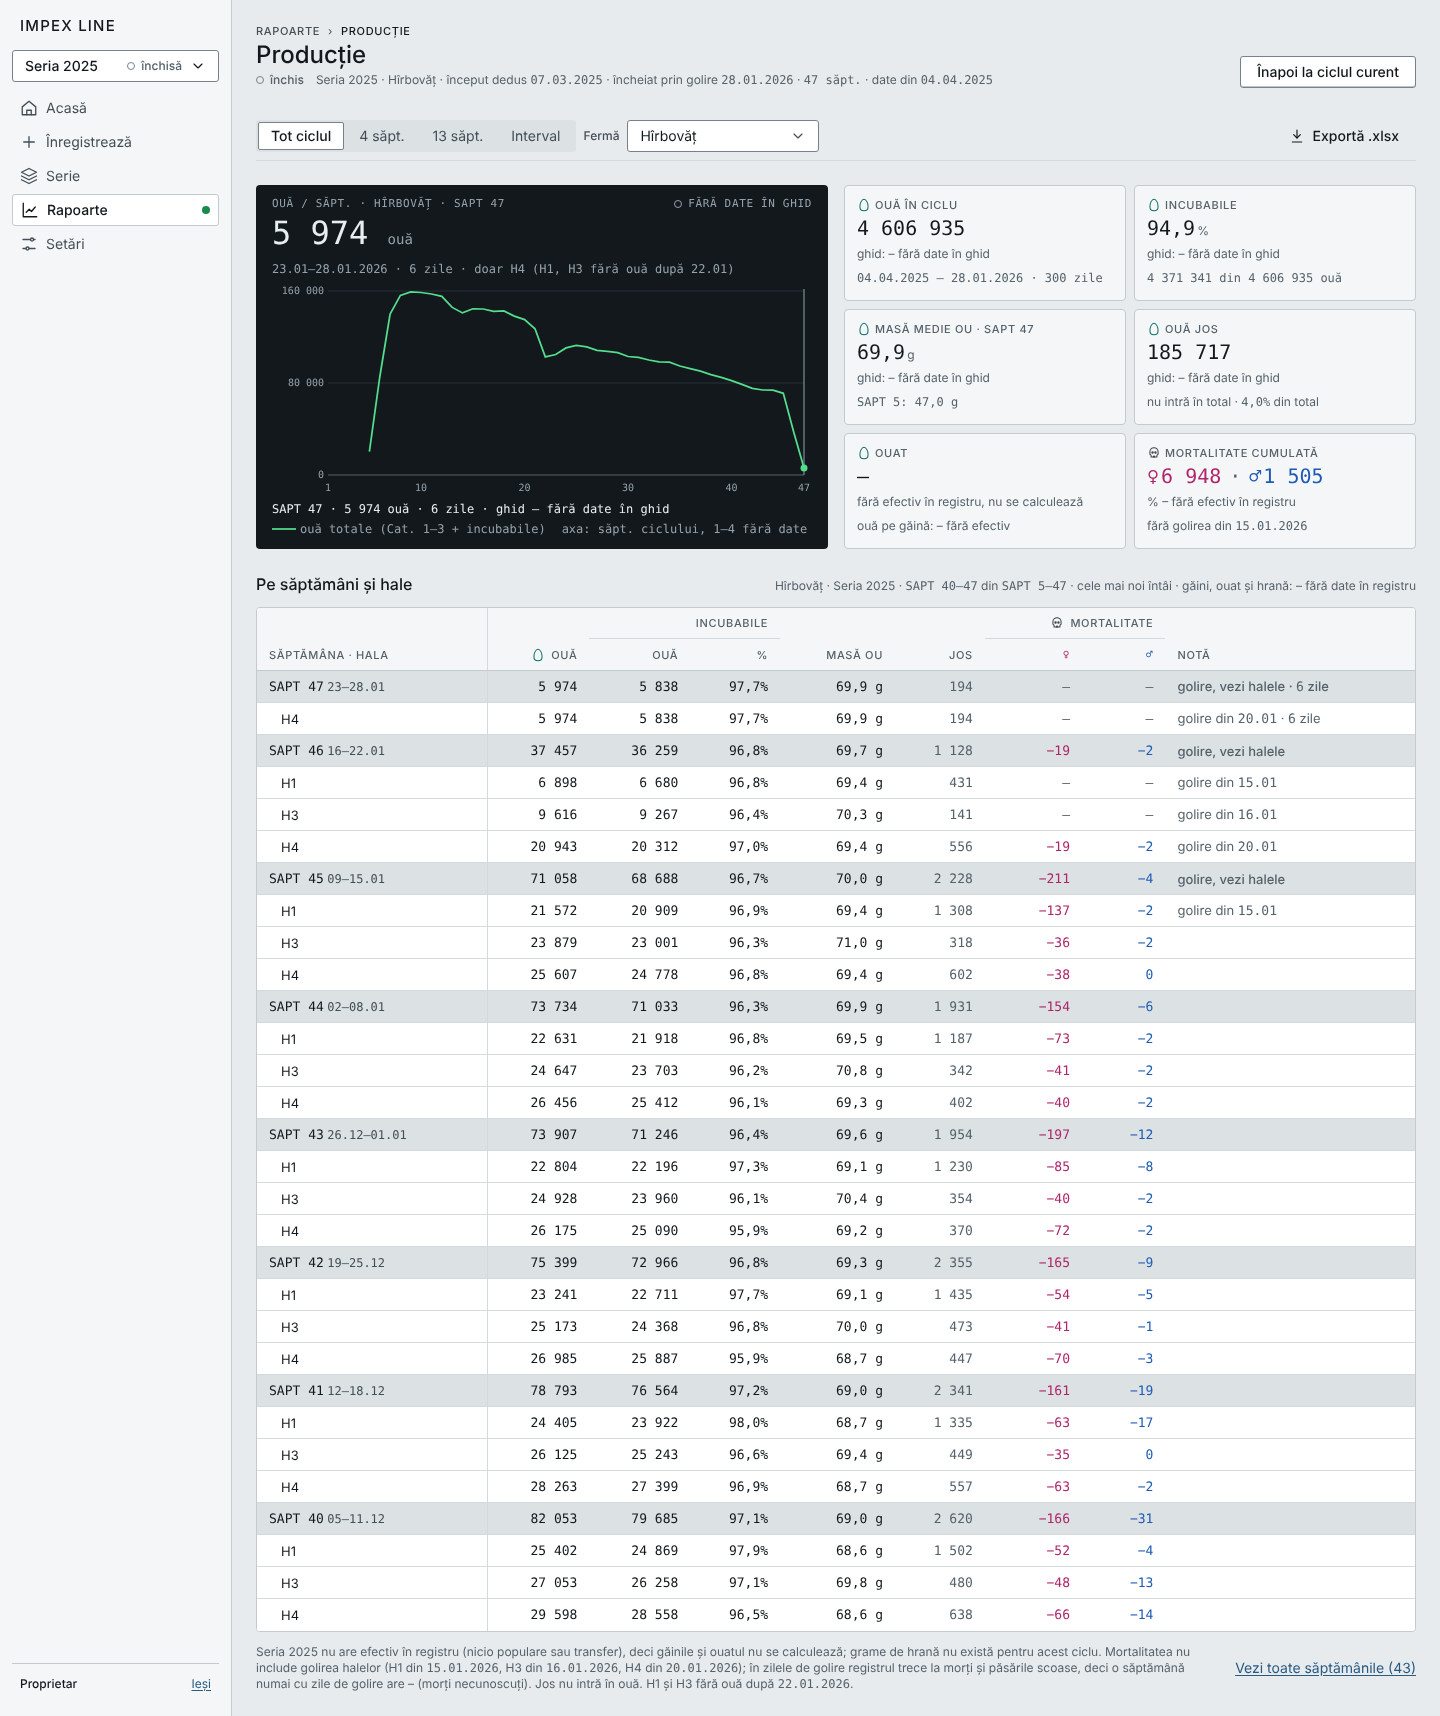 IMPEX LINE
Seria 2025 închisă
Acasă
Înregistrează
Serie
Rapoarte
Setări
Proprietar Ieși
RAPOARTE › PRODUCȚIE
Producție
închis Seria 2025 · Hîrbovăț · început dedus 07.03.2025 · încheiat prin golire 28.01.2026 · 47 săpt. · date din 04.04.2025
Înapoi la ciclul curent
Tot ciclul 4 săpt. 13 săpt. Interval Fermă Hîrbovăț
Exportă .xlsx
OUĂ / SĂPT. · HÎRBOVĂȚ · SAPT 47 FĂRĂ DATE ÎN GHID
5 974 ouă
23.01–28.01.2026 · 6 zile · doar H4 (H1, H3 fără ouă după 22.01)
160 000
80 000
0
1 10 20 30 40 47
SAPT 47 · 5 974 ouă · 6 zile · ghid – fără date în ghid
ouă totale (Cat. 1–3 + incubabile) axa: săpt. ciclului, 1–4 fără date
OUĂ ÎN CICLU
4 606 935
ghid: – fără date în ghid
04.04.2025 – 28.01.2026 · 300 zile
INCUBABILE
94,9 %
ghid: – fără date în ghid
4 371 341 din 4 606 935 ouă
MASĂ MEDIE OU · SAPT 47
69,9 g
ghid: – fără date în ghid
SAPT 5: 47,0 g
OUĂ JOS
185 717
ghid: – fără date în ghid
nu intră în total · 4,0% din total
OUAT
–
fără efectiv în registru, nu se calculează
ouă pe găină: – fără efectiv
MORTALITATE CUMULATĂ
♀6 948 · ♂1 505
% – fără efectiv în registru
fără golirea din 15.01.2026
Pe săptămâni și hale
Hîrbovăț · Seria 2025 · SAPT 40–47 din SAPT 5–47 · cele mai noi întâi · găini, ouat și hrană: – fără date în registru
INCUBABILE MORTALITATE
SĂPTĂMÂNA · HALA OUĂ OUĂ % MASĂ OU JOS ♀ ♂ NOTĂ
SAPT 47 23–28.01 5 974 5 838 97,7% 69,9 g 194 – – golire, vezi halele · 6 zile
H4 5 974 5 838 97,7% 69,9 g 194 – – golire din 20.01 · 6 zile
SAPT 46 16–22.01 37 457 36 259 96,8% 69,7 g 1 128 −19 −2 golire, vezi halele
H1 6 898 6 680 96,8% 69,4 g 431 – – golire din 15.01
H3 9 616 9 267 96,4% 70,3 g 141 – – golire din 16.01
H4 20 943 20 312 97,0% 69,4 g 556 −19 −2 golire din 20.01
SAPT 45 09–15.01 71 058 68 688 96,7% 70,0 g 2 228 −211 −4 golire, vezi halele
H1 21 572 20 909 96,9% 69,4 g 1 308 −137 −2 golire din 15.01
H3 23 879 23 001 96,3% 71,0 g 318 −36 −2
H4 25 607 24 778 96,8% 69,4 g 602 −38 0
SAPT 44 02–08.01 73 734 71 033 96,3% 69,9 g 1 931 −154 −6
H1 22 631 21 918 96,8% 69,5 g 1 187 −73 −2
H3 24 647 23 703 96,2% 70,8 g 342 −41 −2
H4 26 456 25 412 96,1% 69,3 g 402 −40 −2
SAPT 43 26.12–01.01 73 907 71 246 96,4% 69,6 g 1 954 −197 −12
H1 22 804 22 196 97,3% 69,1 g 1 230 −85 −8
H3 24 928 23 960 96,1% 70,4 g 354 −40 −2
H4 26 175 25 090 95,9% 69,2 g 370 −72 −2
SAPT 42 19–25.12 75 399 72 966 96,8% 69,3 g 2 355 −165 −9
H1 23 241 22 711 97,7% 69,1 g 1 435 −54 −5
H3 25 173 24 368 96,8% 70,0 g 473 −41 −1
H4 26 985 25 887 95,9% 68,7 g 447 −70 −3
SAPT 41 12–18.12 78 793 76 564 97,2% 69,0 g 2 341 −161 −19
H1 24 405 23 922 98,0% 68,7 g 1 335 −63 −17
H3 26 125 25 243 96,6% 69,4 g 449 −35 0
H4 28 263 27 399 96,9% 68,7 g 557 −63 −2
SAPT 40 05–11.12 82 053 79 685 97,1% 69,0 g 2 620 −166 −31
H1 25 402 24 869 97,9% 68,6 g 1 502 −52 −4
H3 27 053 26 258 97,1% 69,8 g 480 −48 −13
H4 29 598 28 558 96,5% 68,6 g 638 −66 −14
Seria 2025 nu are efectiv în registru (nicio populare sau transfer), deci găinile și ouatul nu se calculează; grame de hrană nu există pentru acest ciclu. Mortalitatea nu
include golirea halelor (H1 din 15.01.2026, H3 din 16.01.2026, H4 din 20.01.2026); în zilele de golire registrul trece la morți și păsările scoase, deci o săptămână
numai cu zile de golire are – (morți necunoscuți). Jos nu intră în ouă. H1 și H3 fără ouă după 22.01.2026.
Vezi toate săptămânile (43)